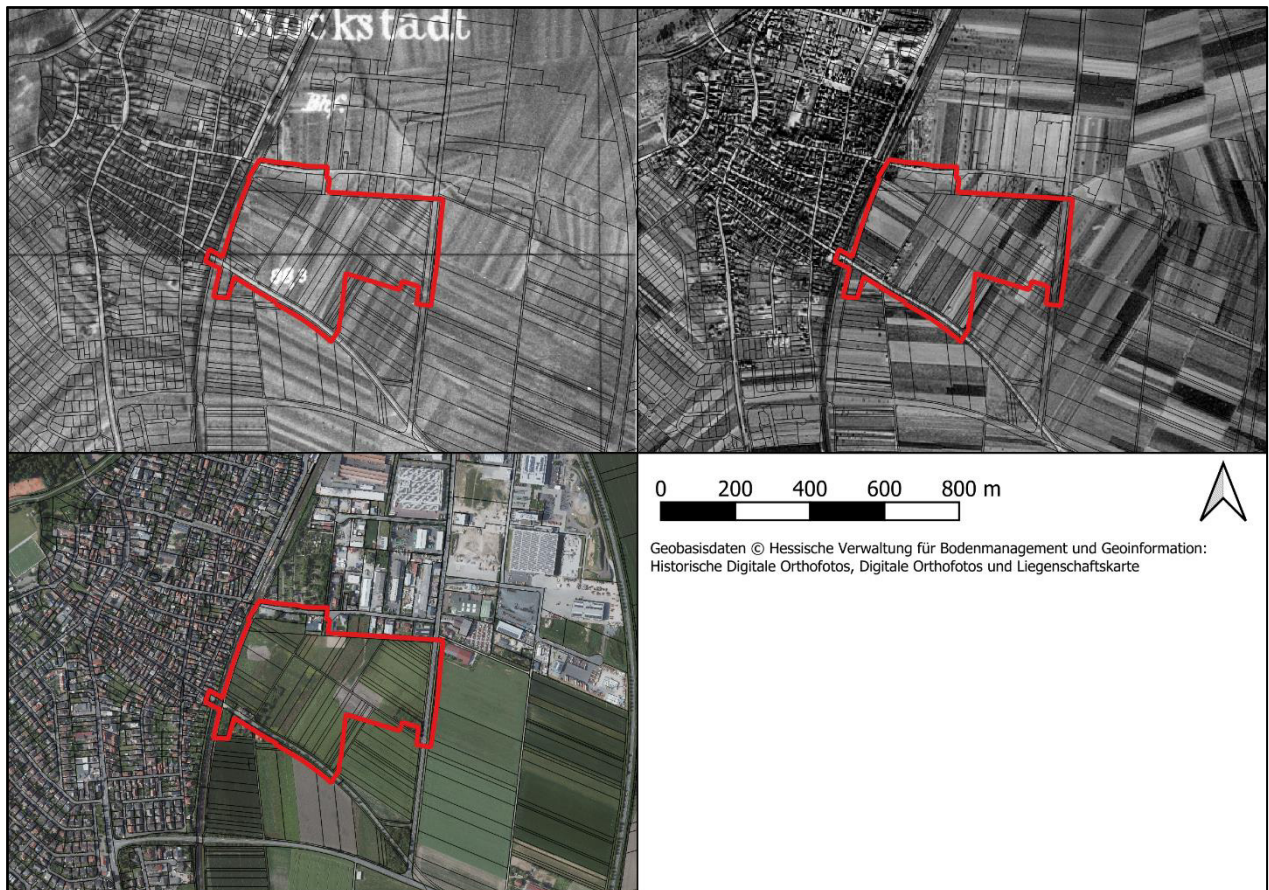 Stockstadt
Bhf.
0 200 400 600 800 m
Geobasisdaten © Hessische Verwaltung für Bodenmanagement und Geoinformation:
Historische Digitale Orthofotos, Digitale Orthofotos und Liegenschaftskarte